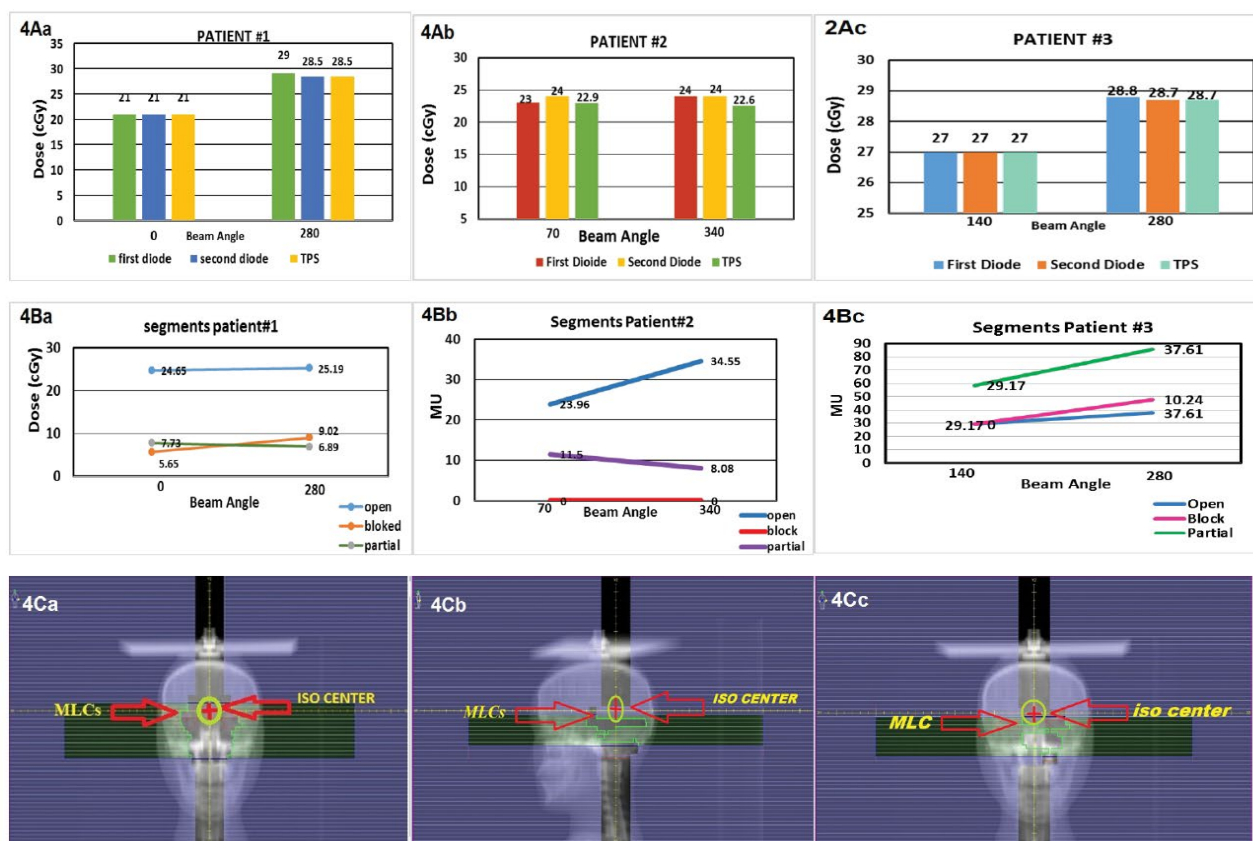 4Aa
PATIENT #1
Dose (cGy)
35
30
25
20
15
10
5
0
21 21 21
29 28.5 28.5
0 Beam Angle 280
first diode second diode TPS
4Ab
PATIENT #2
Dose (cGy)
30
25
20
15
10
5
23 24 22.9
24 24 22.6
70 Beam Angle 340
First Dioide Second Diode TPS
2Ac
PATIENT #3
Dose (cGy)
29
28
27
26
25
27 27 27
28.8 28.7 28.7
140 Beam Angle 280
First Diode Second Diode TPS
4Ba
segments patient#1
Dose (cGy)
30
20
10
0
24.65 25.19
7.73 9.02
5.65 6.89
0 280
Beam Angle
open
bloked
partial
4Bb
Segments Patient#2
MU
40
30
20
10
0
34.55
23.96
11.5 8.08
0 0
70 Beam Angle 340
open
block
partial
4Bc
Segments Patient #3
MU
90
80
70
60
50
40
30
20
10
0
37.61
29.17
10.24
29.17 0 37.61
140 Beam Angle 280
Open
Block
Partial
4Ca
MLCs ISO CENTER
4Cb
MLCs ISO CENTER
4Cc
MLC iso center